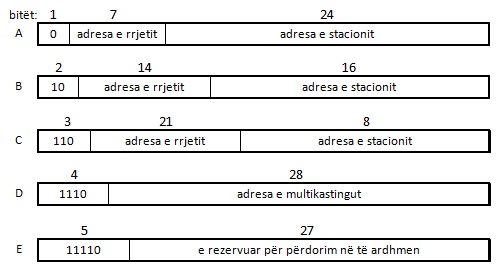 bitët: 1 7 24
A 0 adresa e rrjetit adresa e stacionit
2 14 16
B 10 adresa e rrjetit adresa e stacionit
3 21 8
C 110 adresa e rrjetit adresa e stacionit
4 28
D 1110 adresa e multikastingut
5 27
E 11110 e rezervuar për përdorim në të ardhmen